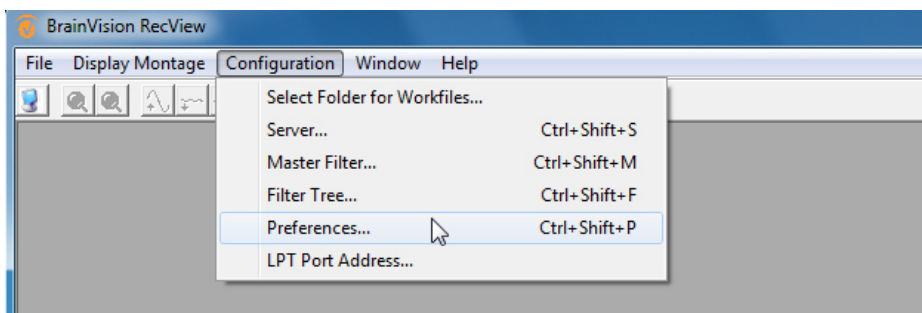 BrainVision RecView
File Display Montage Configuration Window Help
Select Folder for Workfiles...
Server... Ctrl+Shift+S
Master Filter... Ctrl+Shift+M
Filter Tree... Ctrl+Shift+F
Preferences... Ctrl+Shift+P
LPT Port Address...